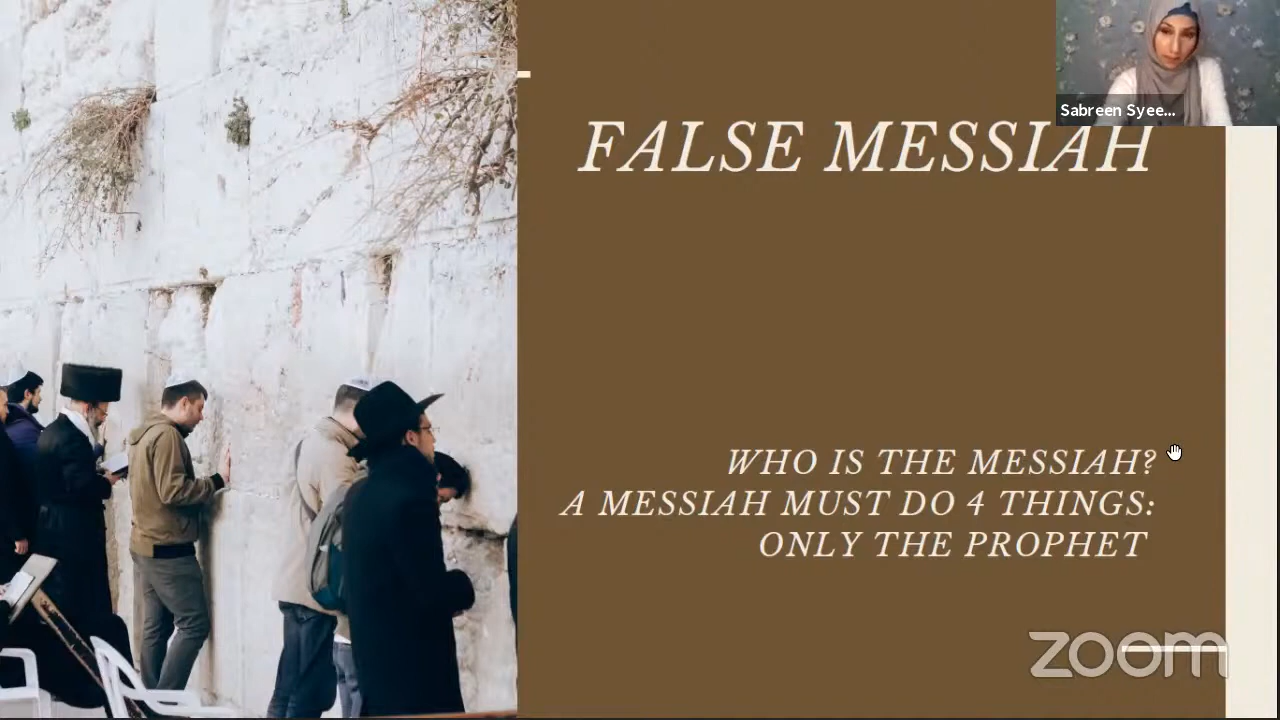 Sabreen Syee...
FALSE MESSIAH
WHO IS THE MESSIAH?
A MESSIAH MUST DO 4 THINGS:
ONLY THE PROPHET
zoom